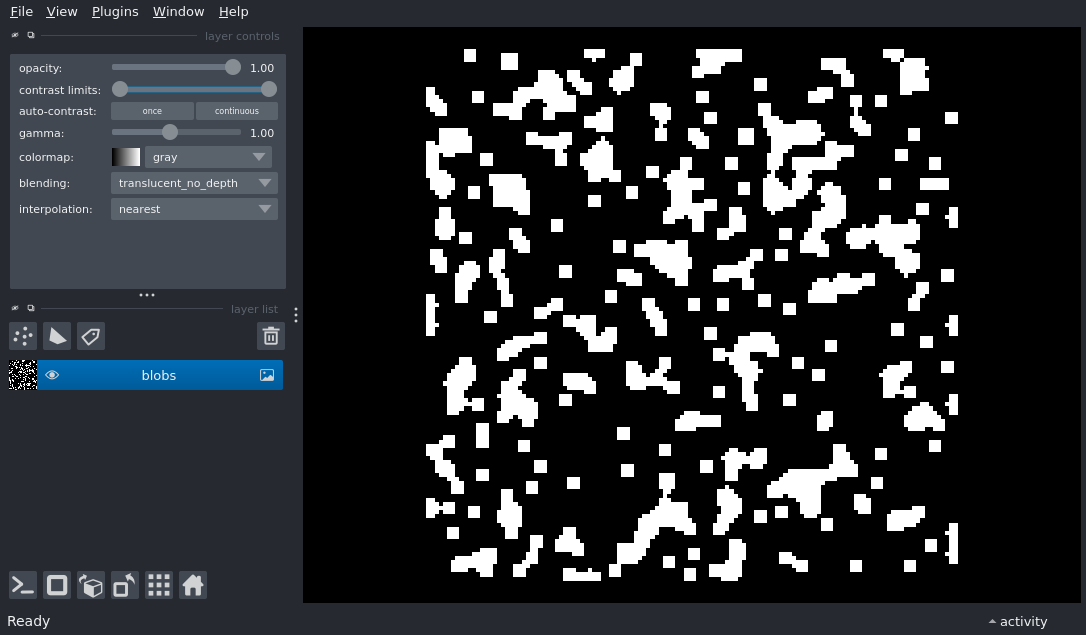 File View Plugins Window Help
layer controls
opacity: 1.00
contrast limits:
auto-contrast: once continuous
gamma: 1.00
colormap: gray
blending: translucent_no_depth
interpolation: nearest
layer list
blobs
Ready
activity